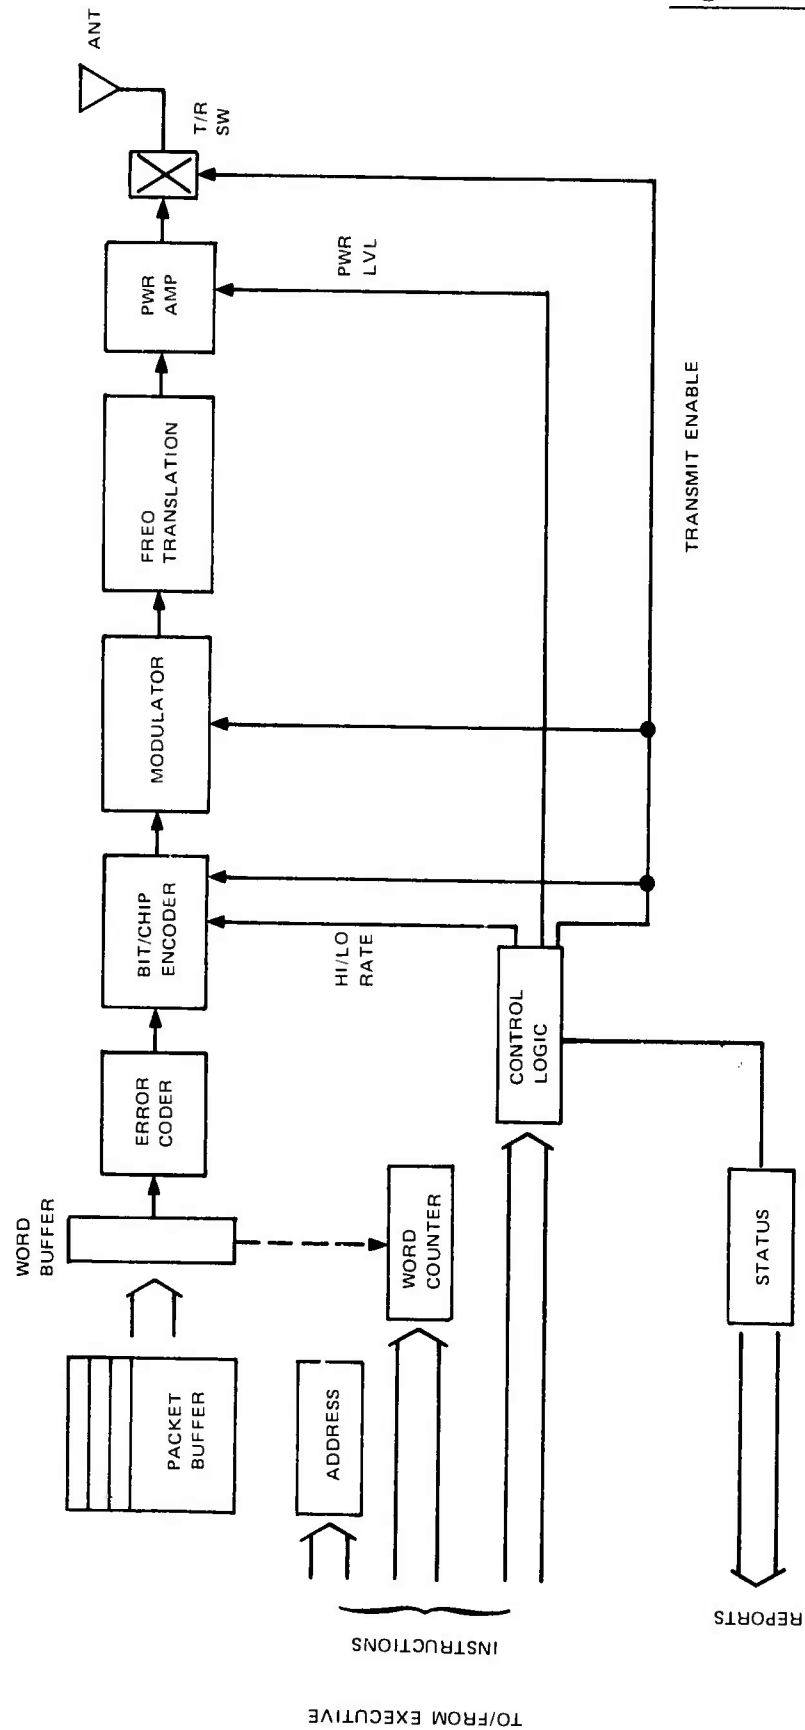 ANT
T/R
SW
PWR
AMP
PWR
LVL
FREO
TRANSLATION
MODULATOR
BIT/CHIP
ENCODER
HI/LO
RATE
TRANSMIT ENABLE
ERROR
CODER
CONTROL
LOGIC
WORD
BUFFER
WORD
COUNTER
STATUS
PACKET
BUFFER
ADDRESS
INSTRUCTIONS
REPORTS
TO/FROM EXECUTIVE